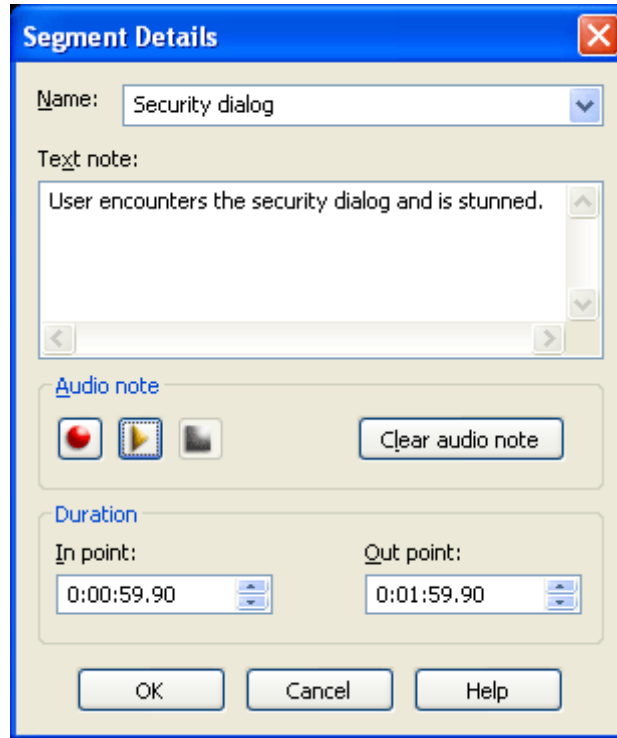 Segment Details
Name: Security dialog
Text note:
User encounters the security dialog and is stunned.
Audio note
Clear audio note
Duration
In point: Out point:
0:00:59.90 0:01:59.90
OK Cancel Help